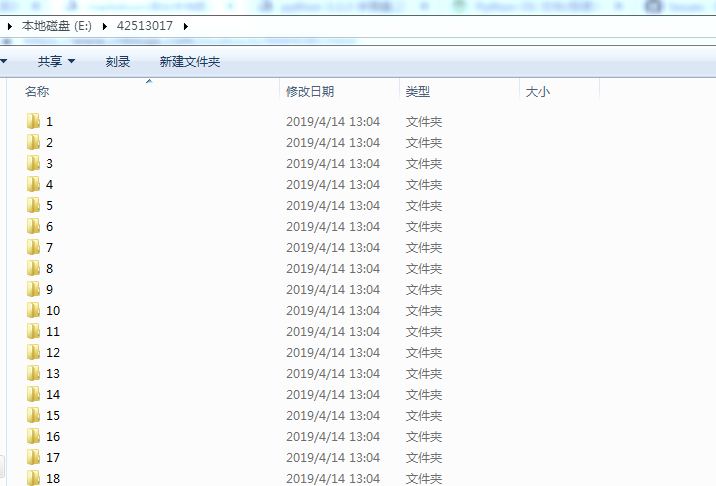 本地磁盘 (E:) 42513017
共享 刻录 新建文件夹
名称 修改日期 类型 大小
1 2019/4/14 13:04 文件夹
2 2019/4/14 13:04 文件夹
3 2019/4/14 13:04 文件夹
4 2019/4/14 13:04 文件夹
5 2019/4/14 13:04 文件夹
6 2019/4/14 13:04 文件夹
7 2019/4/14 13:04 文件夹
8 2019/4/14 13:04 文件夹
9 2019/4/14 13:04 文件夹
10 2019/4/14 13:04 文件夹
11 2019/4/14 13:04 文件夹
12 2019/4/14 13:04 文件夹
13 2019/4/14 13:04 文件夹
14 2019/4/14 13:04 文件夹
15 2019/4/14 13:04 文件夹
16 2019/4/14 13:04 文件夹
17 2019/4/14 13:04 文件夹
18 2019/4/14 13:04 文件夹